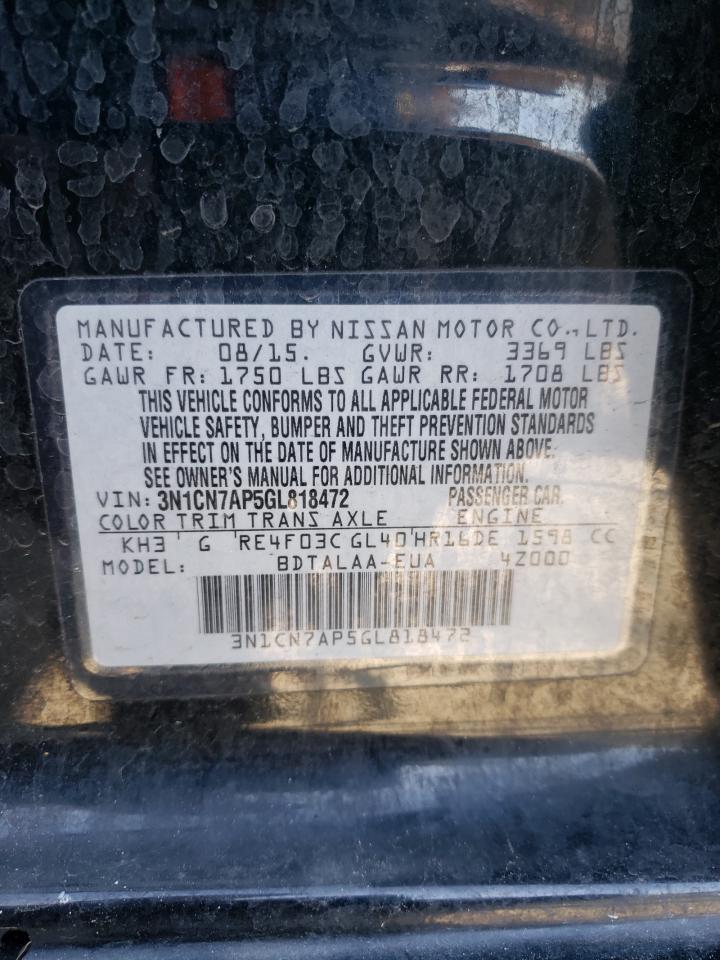 MANUFACTURED BY NISSAN MOTOR CO.,LTD.
DATE: 08/15. GVWR: 3369 LBS
GAWR FR: 1750 LBS GAWR RR: 1708 LBS
THIS VEHICLE CONFORMS TO ALL APPLICABLE FEDERAL MOTOR
VEHICLE SAFETY, BUMPER AND THEFT PREVENTION STANDARDS
IN EFFECT ON THE DATE OF MANUFACTURE SHOWN ABOVE.
SEE OWNER'S MANUAL FOR ADDITIONAL INFORMATION.
VIN: 3N1CN7AP5GL818472 PASSENGER CAR
COLOR TRIM TRANS AXLE ENGINE
KH3 G RE4F03C GL40 HR16DE 1598 CC
MODEL: BDTALAA-EUA 4Z000
3N1CN7AP5GL818472